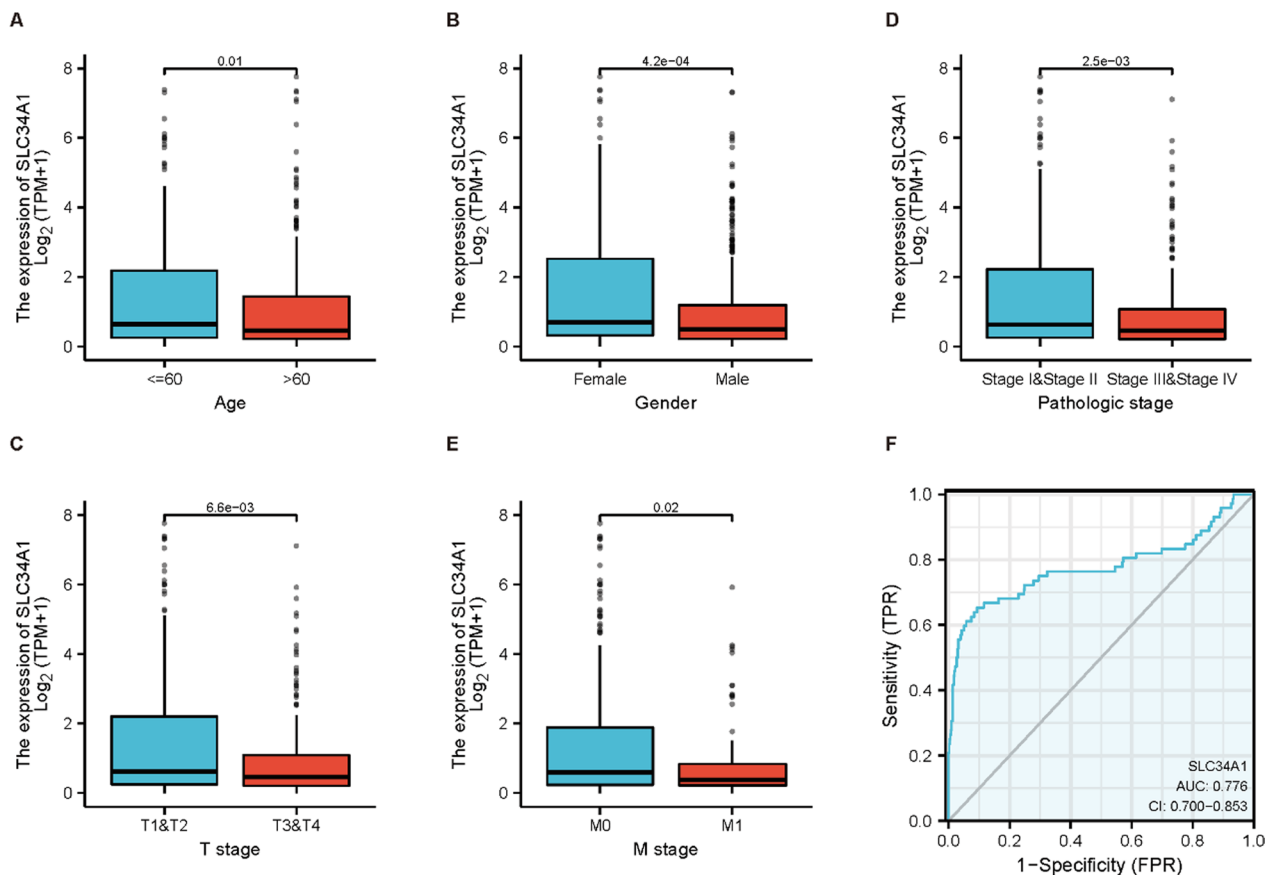 A
The expression of SLC34A1
Log2 (TPM+1)
0.01
8
6
4
2
0
<=60
>60
Age
B
The expression of SLC34A1
Log2 (TPM+1)
4.2e−04
8
6
4
2
0
Female
Male
Gender
D
The expression of SLC34A1
Log2 (TPM+1)
2.5e−03
8
6
4
2
0
Stage I&Stage II
Stage III&Stage IV
Pathologic stage
C
The expression of SLC34A1
Log2 (TPM+1)
6.6e−03
8
6
4
2
0
T1&T2
T3&T4
T stage
E
The expression of SLC34A1
Log2 (TPM+1)
0.02
8
6
4
2
0
M0
M1
M stage
F
Sensitivity (TPR)
1.0
0.8
0.6
0.4
0.2
0.0
SLC34A1
AUC: 0.776
CI: 0.700−0.853
0.0
0.2
0.4
0.6
0.8
1.0
1−Specificity (FPR)